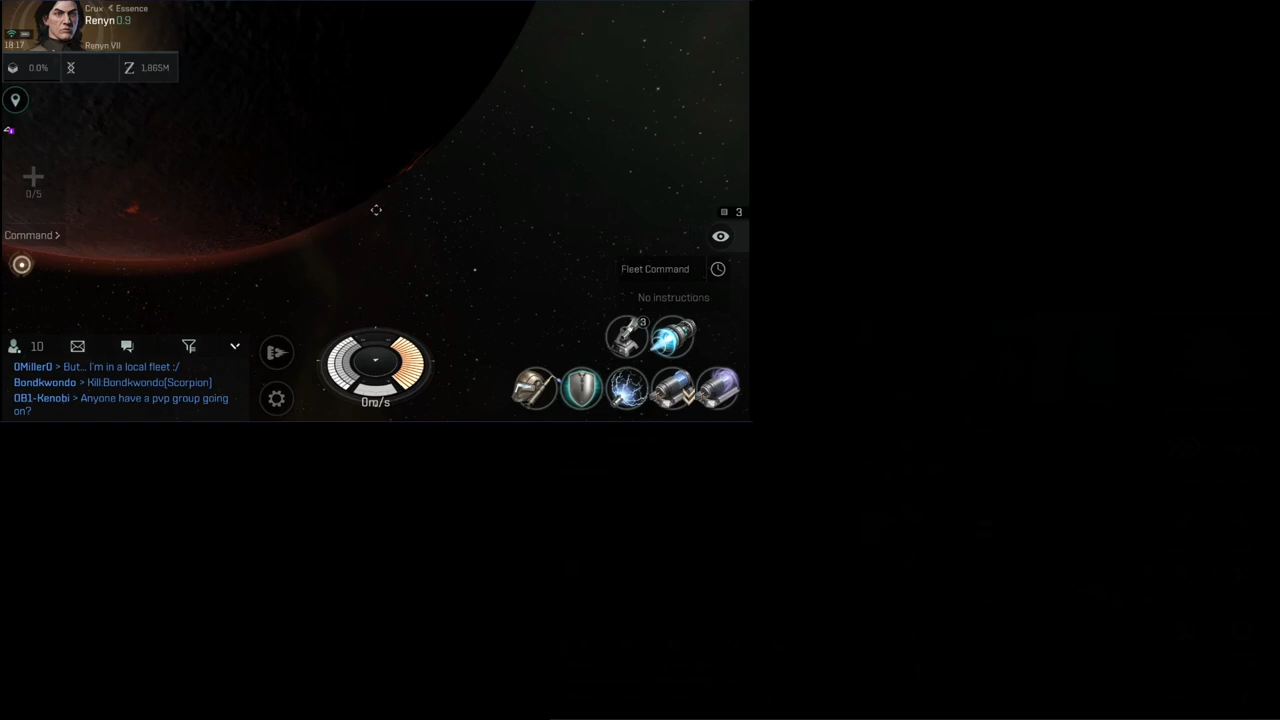 Crux < Essence
Renyn 0.9
18:17
Renyn VII
0.0%
1,865M
0/5
Command >
3
Fleet Command
No instructions
3
10
0Miller0 > But... I'm in a local fleet :/
Bondkwondo > Kill:Bondkwondo[Scorpion]
OB1-Kenobi > Anyone have a pvp group going
on?
0m/s